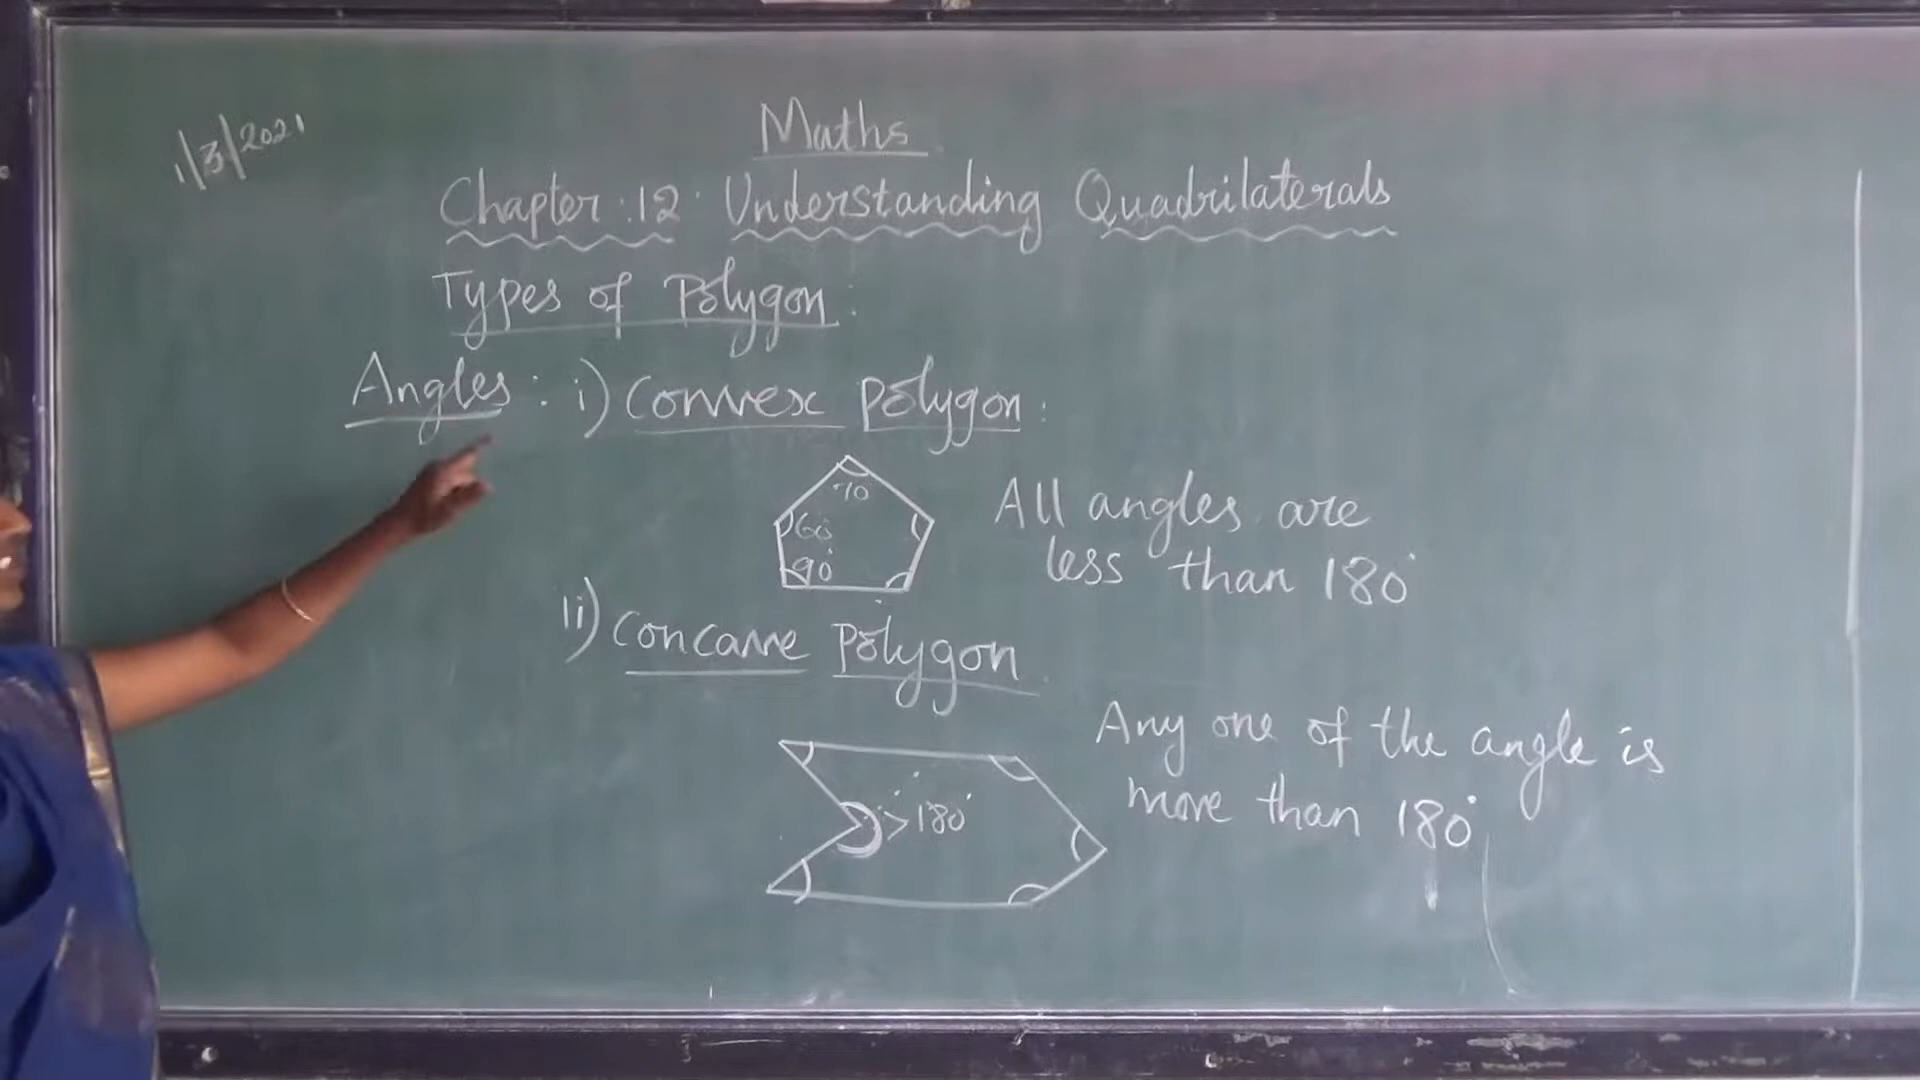 1/3/2021
Maths
Chapter:12: Understanding Quadrilaterals
Types of Polygon:
Angles: i) Convex polygon:
70°
60°
90°
All angles are
less than 180°
ii) Concave polygon
>180°
Any one of the angle is
more than 180°